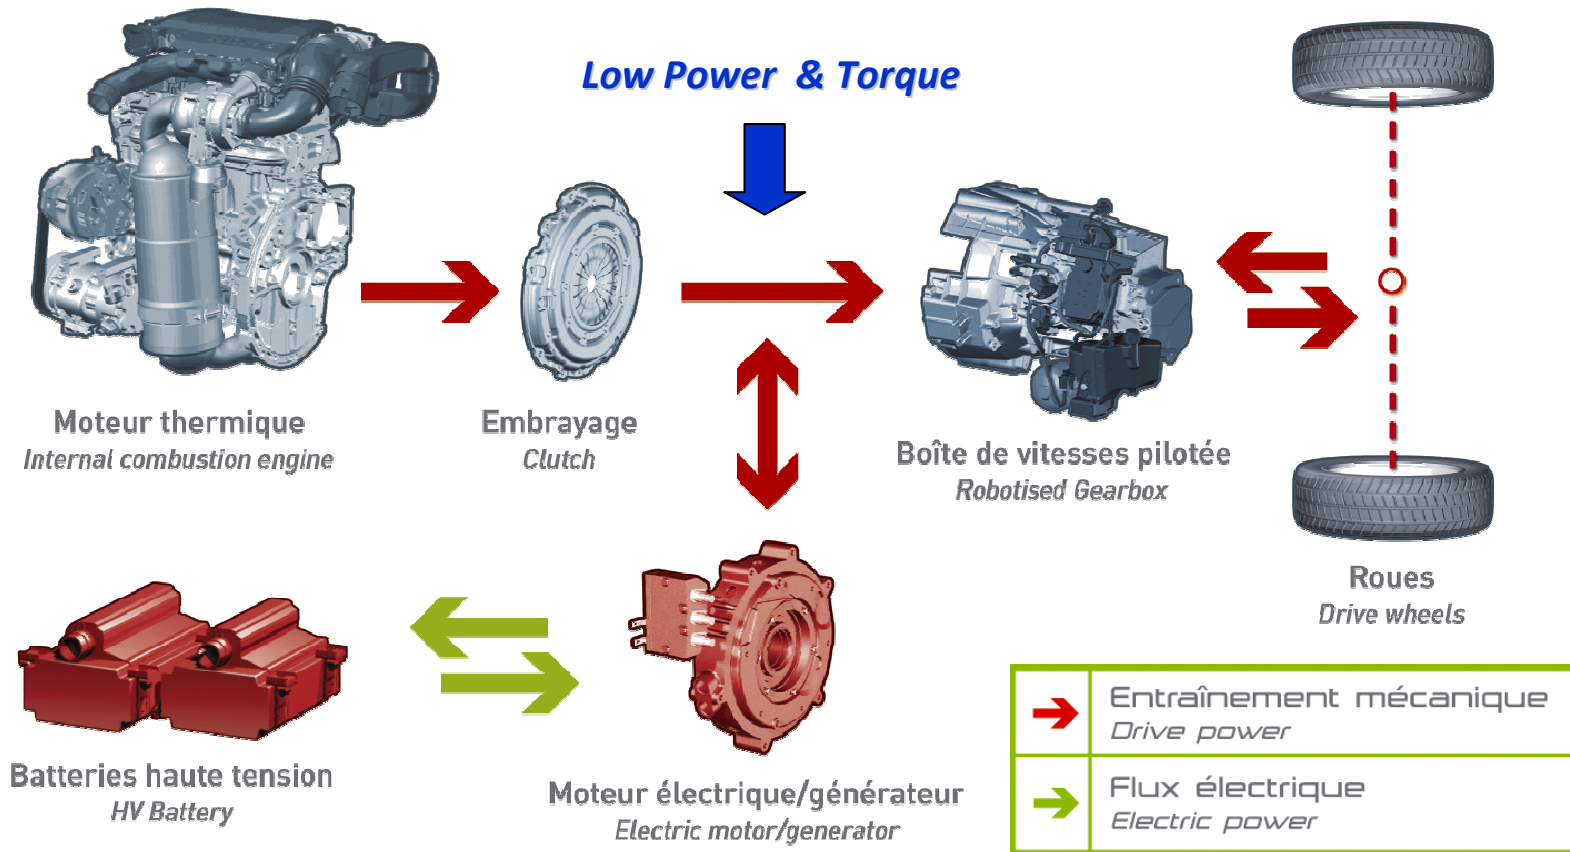 Low Power & Torque
Moteur thermique
Internal combustion engine
Embrayage
Clutch
Boîte de vitesses pilotée
Robotised Gearbox
Roues
Drive wheels
Batteries haute tension
HV Battery
Moteur électrique/générateur
Electric motor/generator
Entraînement mécanique
Drive power
Flux électrique
Electric power